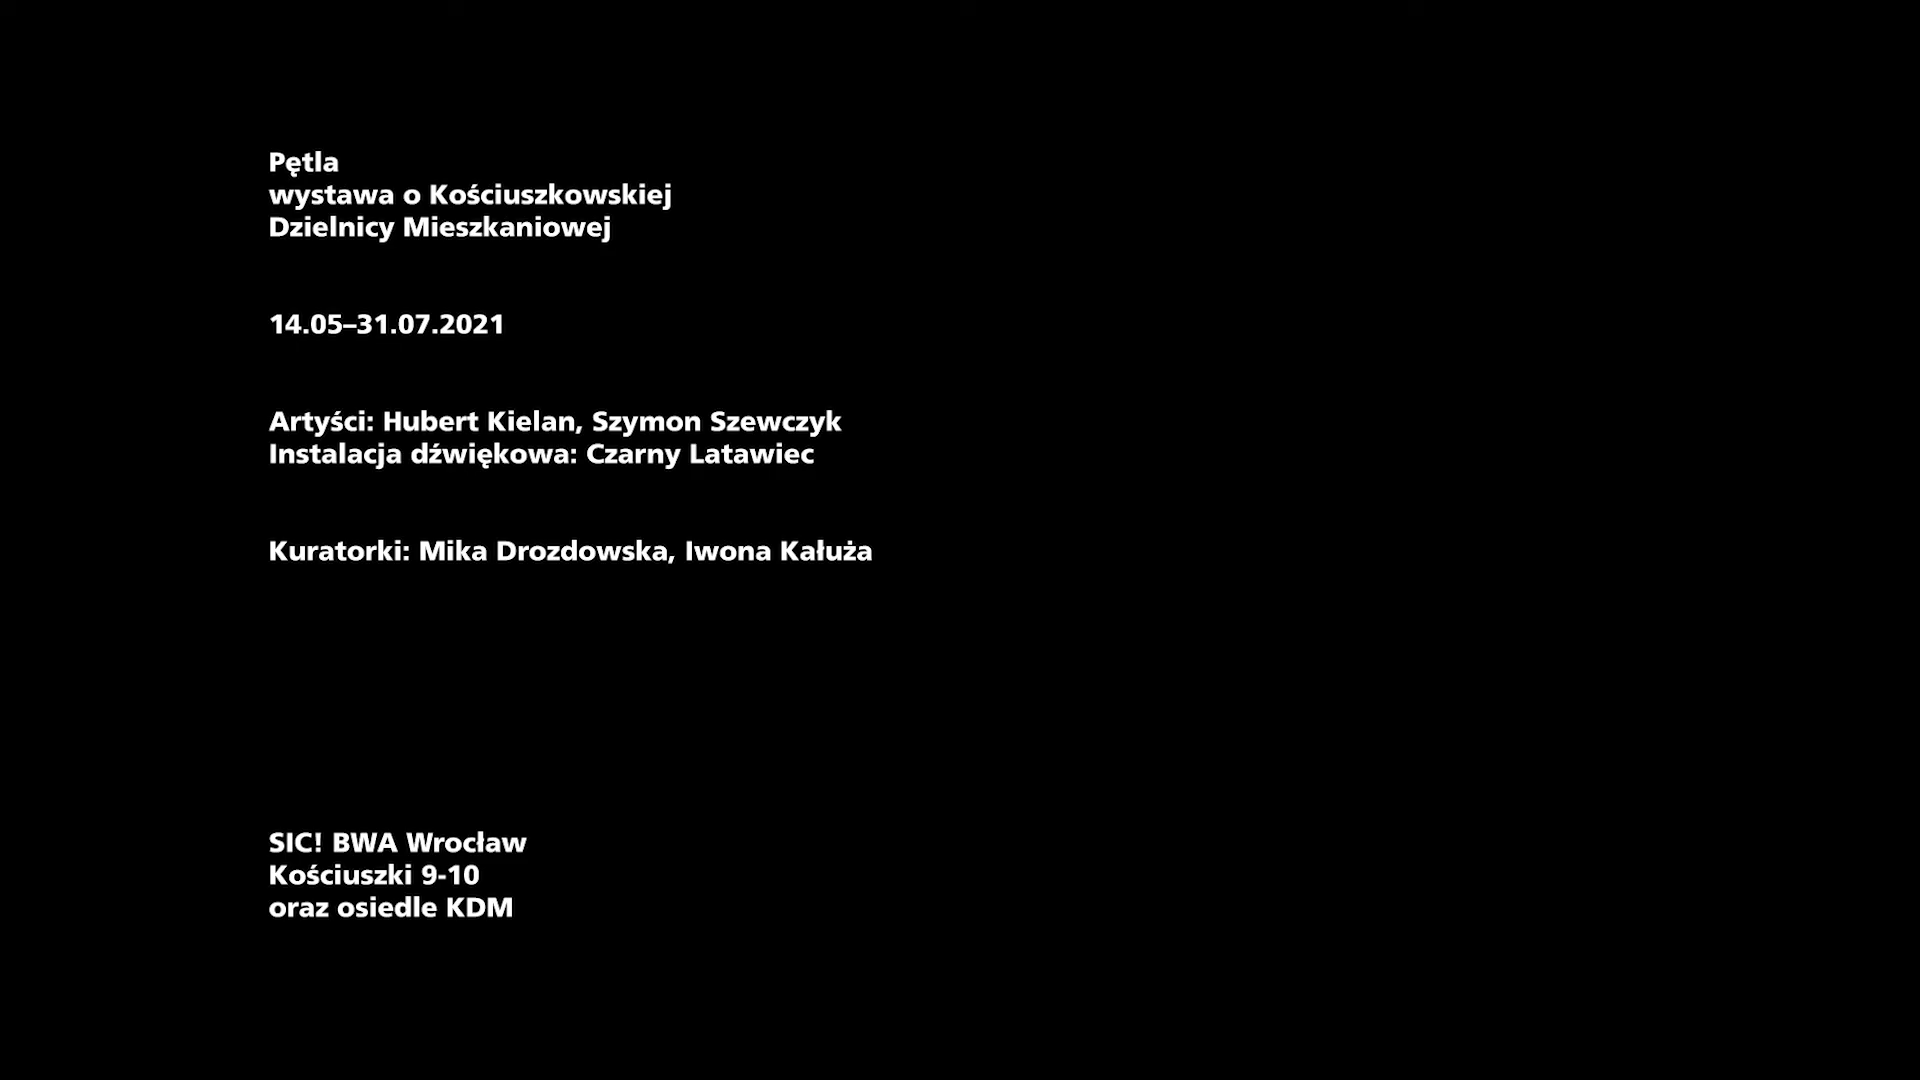 Pętla
wystawa o Kościuszkowskiej
Dzielnicy Mieszkaniowej
14.05–31.07.2021
Artyści: Hubert Kielan, Szymon Szewczyk
Instalacja dźwiękowa: Czarny Latawiec
Kuratorki: Mika Drozdowska, Iwona Kałuża
SIC! BWA Wrocław
Kościuszki 9-10
oraz osiedle KDM